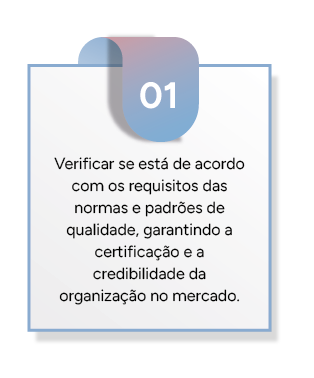 01
Verificar se está de acordo
com os requisitos das
normas e padrões de
qualidade, garantindo a
certificação e a
credibilidade da
organização no mercado.